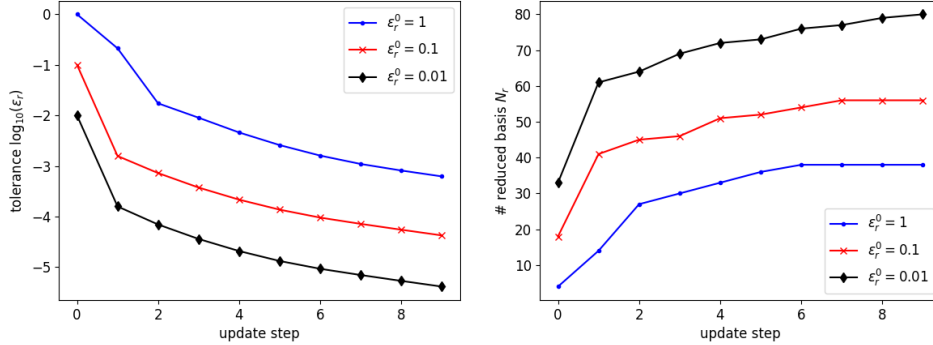 0
−1
−2
−3
−4
−5
tolerance log₁₀(εᵣ)
0
2
4
6
8
update step
εᵣ⁰ = 1
εᵣ⁰ = 0.1
εᵣ⁰ = 0.01
80
70
60
50
40
30
20
10
# reduced basis Nᵣ
0
2
4
6
8
update step
εᵣ⁰ = 1
εᵣ⁰ = 0.1
εᵣ⁰ = 0.01